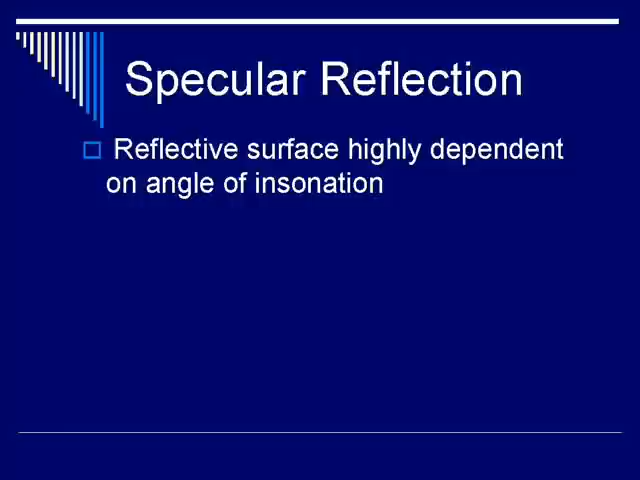 Specular Reflection
Reflective surface highly dependent
on angle of insonation